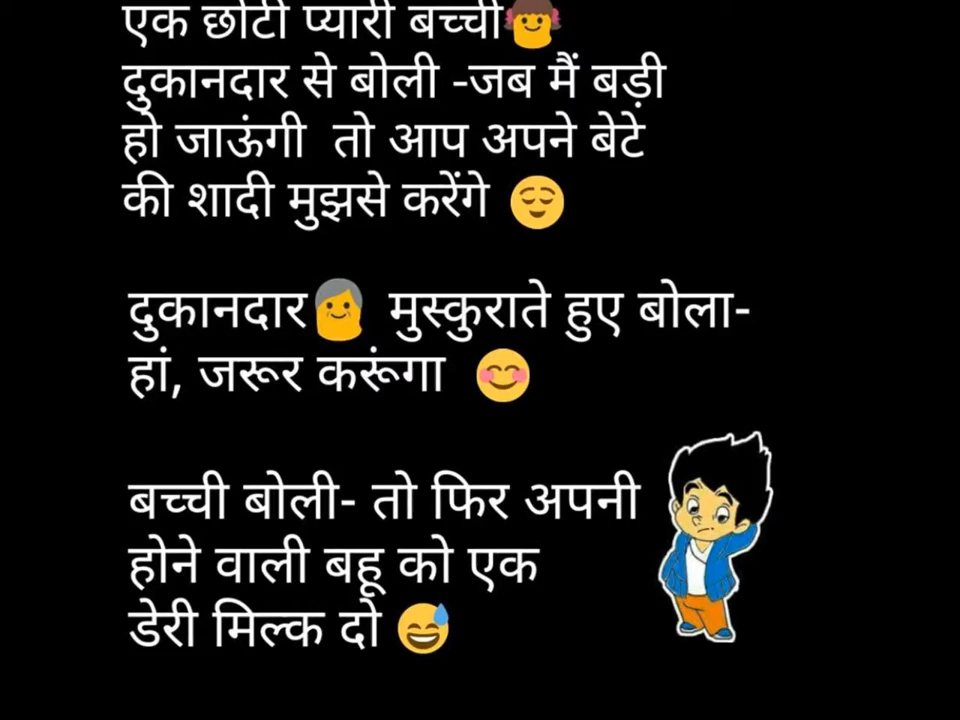 एक छोटी प्यारी बच्ची👧
दुकानदार से बोली -जब मैं बड़ी
हो जाऊंगी तो आप अपने बेटे
की शादी मुझसे करेंगे 😌
दुकानदार👵 मुस्कुराते हुए बोला-
हां, जरूर करूंगा 😊
बच्ची बोली- तो फिर अपनी
होने वाली बहू को एक
डेरी मिल्क दो 😅